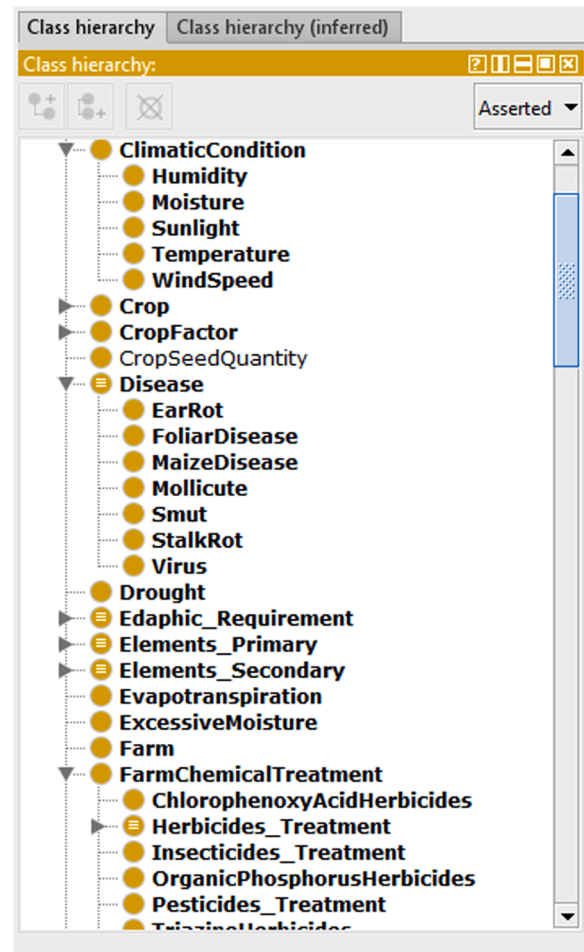 Class hierarchy Class hierarchy (inferred)
Class hierarchy:
Asserted
ClimaticCondition
Humidity
Moisture
Sunlight
Temperature
WindSpeed
Crop
CropFactor
CropSeedQuantity
Disease
EarRot
FoliarDisease
MaizeDisease
Mollicute
Smut
StalkRot
Virus
Drought
Edaphic_Requirement
Elements_Primary
Elements_Secondary
Evapotranspiration
ExcessiveMoisture
Farm
FarmChemicalTreatment
ChlorophenoxyAcidHerbicides
Herbicides_Treatment
Insecticides_Treatment
OrganicPhosphorusHerbicides
Pesticides_Treatment
TriazineHerbicides